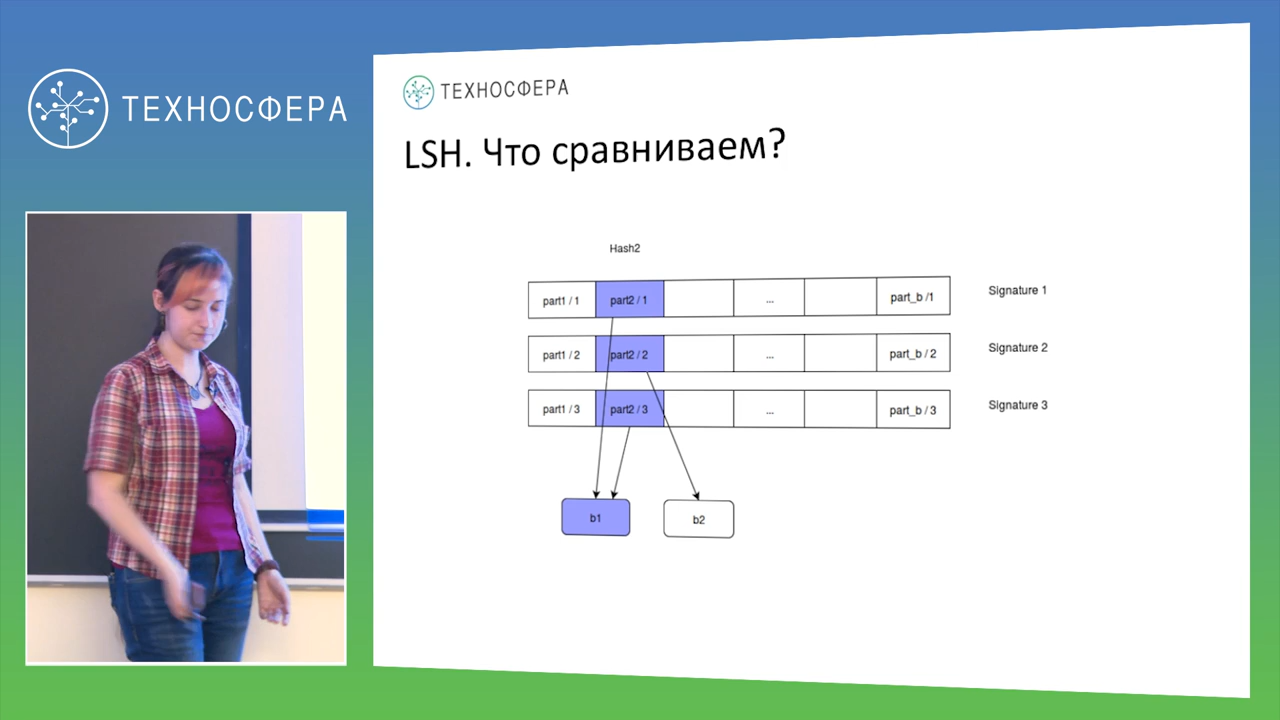 ТЕХНОСФЕРА
ТЕХНОСФЕРА
LSH. Что сравниваем?
Hash2
part1 / 1 part2 / 1 ... part_b /1 Signature 1
part1 / 2 part2 / 2 ... part_b / 2 Signature 2
part1 / 3 part2 / 3 ... part_b / 3 Signature 3
b1 b2